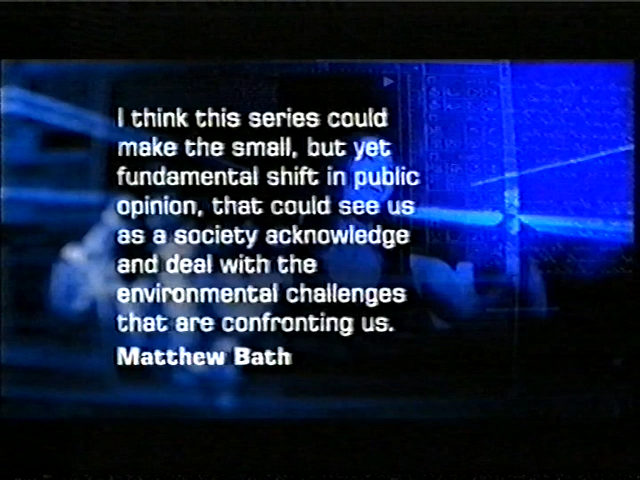 I think this series could
make the small, but yet
fundamental shift in public
opinion, that could see us
as a society acknowledge
and deal with the
environmental challenges
that are confronting us.
Matthew Bath